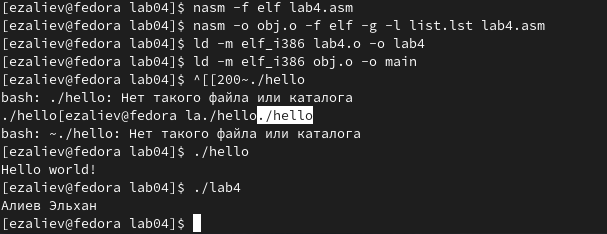 [ezaliev@fedora lab04]$ nasm -f elf lab4.asm
[ezaliev@fedora lab04]$ nasm -o obj.o -f elf -g -l list.lst lab4.asm
[ezaliev@fedora lab04]$ ld -m elf_i386 lab4.o -o lab4
[ezaliev@fedora lab04]$ ld -m elf_i386 obj.o -o main
[ezaliev@fedora lab04]$ ^[[200~./hello
bash: ./hello: Нет такого файла или каталога
./hello[ezaliev@fedora la./hello./hello
bash: ~./hello: Нет такого файла или каталога
[ezaliev@fedora lab04]$ ./hello
Hello world!
[ezaliev@fedora lab04]$ ./lab4
Алиев Эльхан
[ezaliev@fedora lab04]$